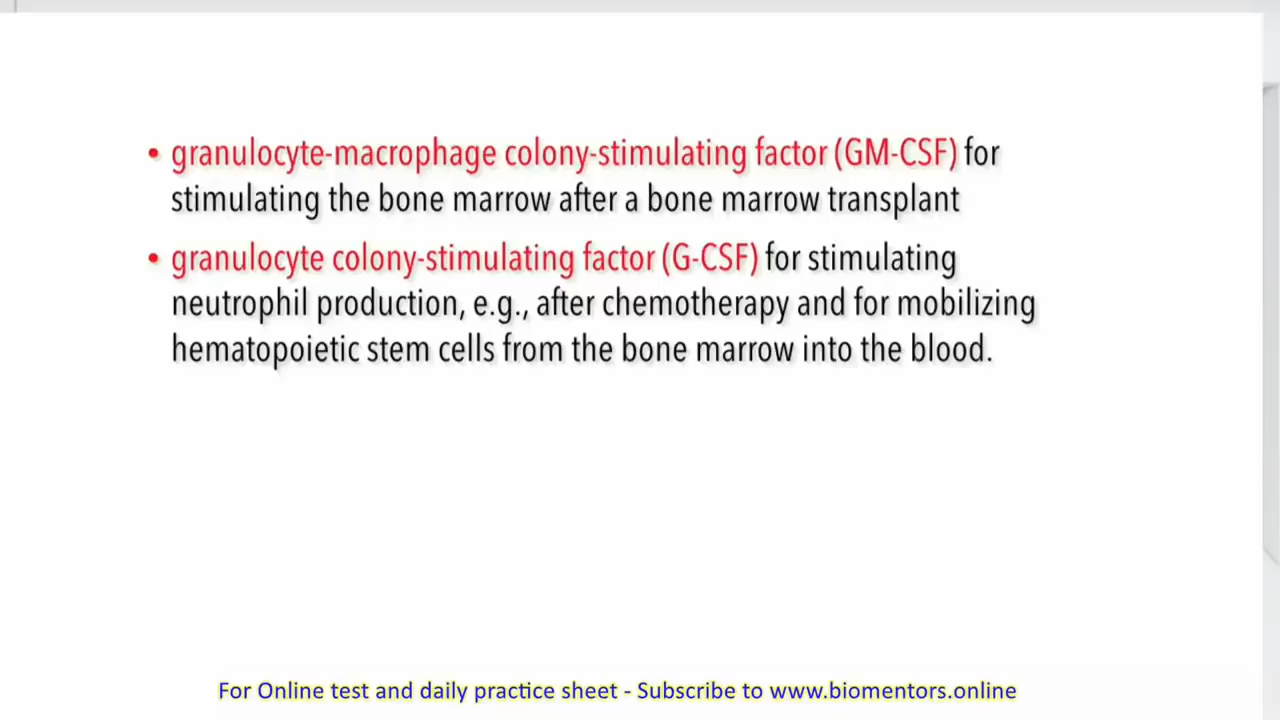 • granulocyte-macrophage colony-stimulating factor (GM-CSF) for
stimulating the bone marrow after a bone marrow transplant
• granulocyte colony-stimulating factor (G-CSF) for stimulating
neutrophil production, e.g., after chemotherapy and for mobilizing
hematopoietic stem cells from the bone marrow into the blood.
For Online test and daily practice sheet - Subscribe to www.biomentors.online